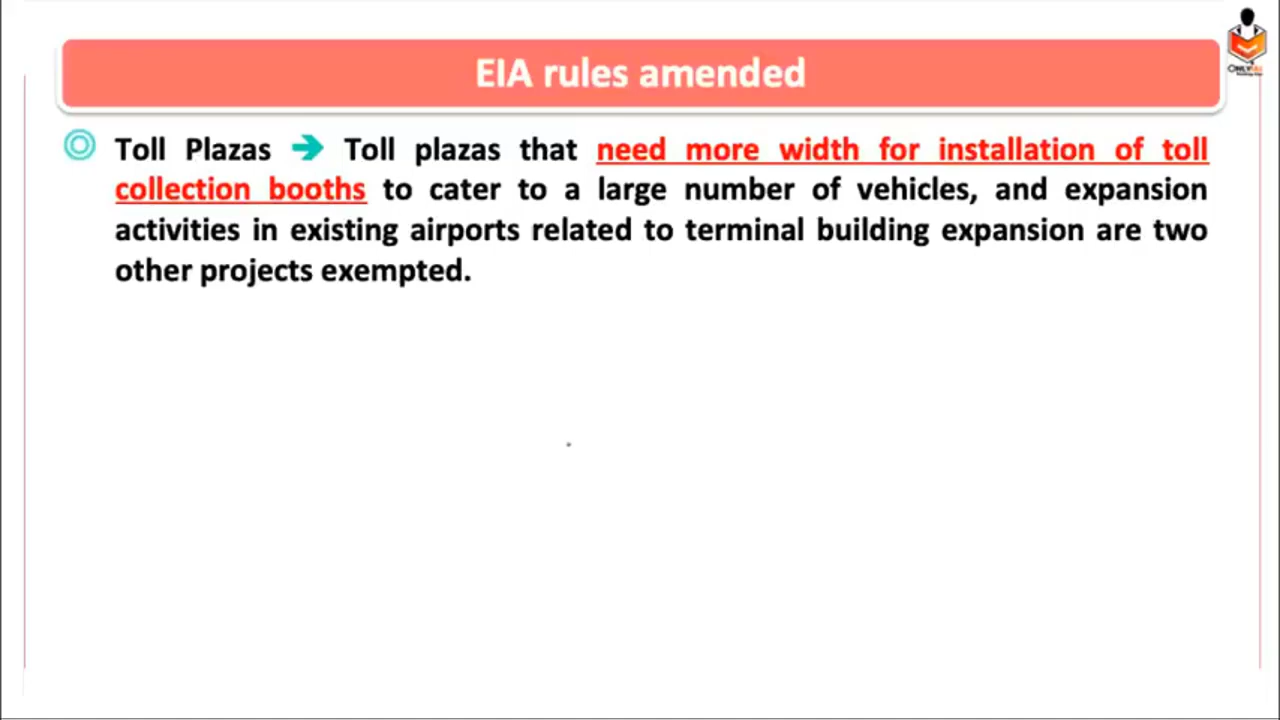 EIA rules amended
Toll Plazas ➔ Toll plazas that need more width for installation of toll
collection booths to cater to a large number of vehicles, and expansion
activities in existing airports related to terminal building expansion are two
other projects exempted.